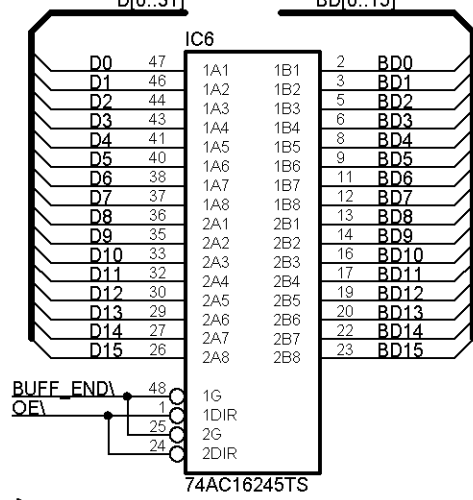 D[0..31] BD[0..15]
IC6
D0 47 1A1 1B1 2 BD0
D1 46 1A2 1B2 3 BD1
D2 44 1A3 1B3 5 BD2
D3 43 1A4 1B4 6 BD3
D4 41 1A5 1B5 8 BD4
D5 40 1A6 1B6 9 BD5
D6 38 1A7 1B7 11 BD6
D7 37 1A8 1B8 12 BD7
D8 36 2A1 2B1 13 BD8
D9 35 2A2 2B2 14 BD9
D10 33 2A3 2B3 16 BD10
D11 32 2A4 2B4 17 BD11
D12 30 2A5 2B5 19 BD12
D13 29 2A6 2B6 20 BD13
D14 27 2A7 2B7 22 BD14
D15 26 2A8 2B8 23 BD15
BUFF_END\ 48 1G
OE\ 1 1DIR
25 2G
24 2DIR
74AC16245TS